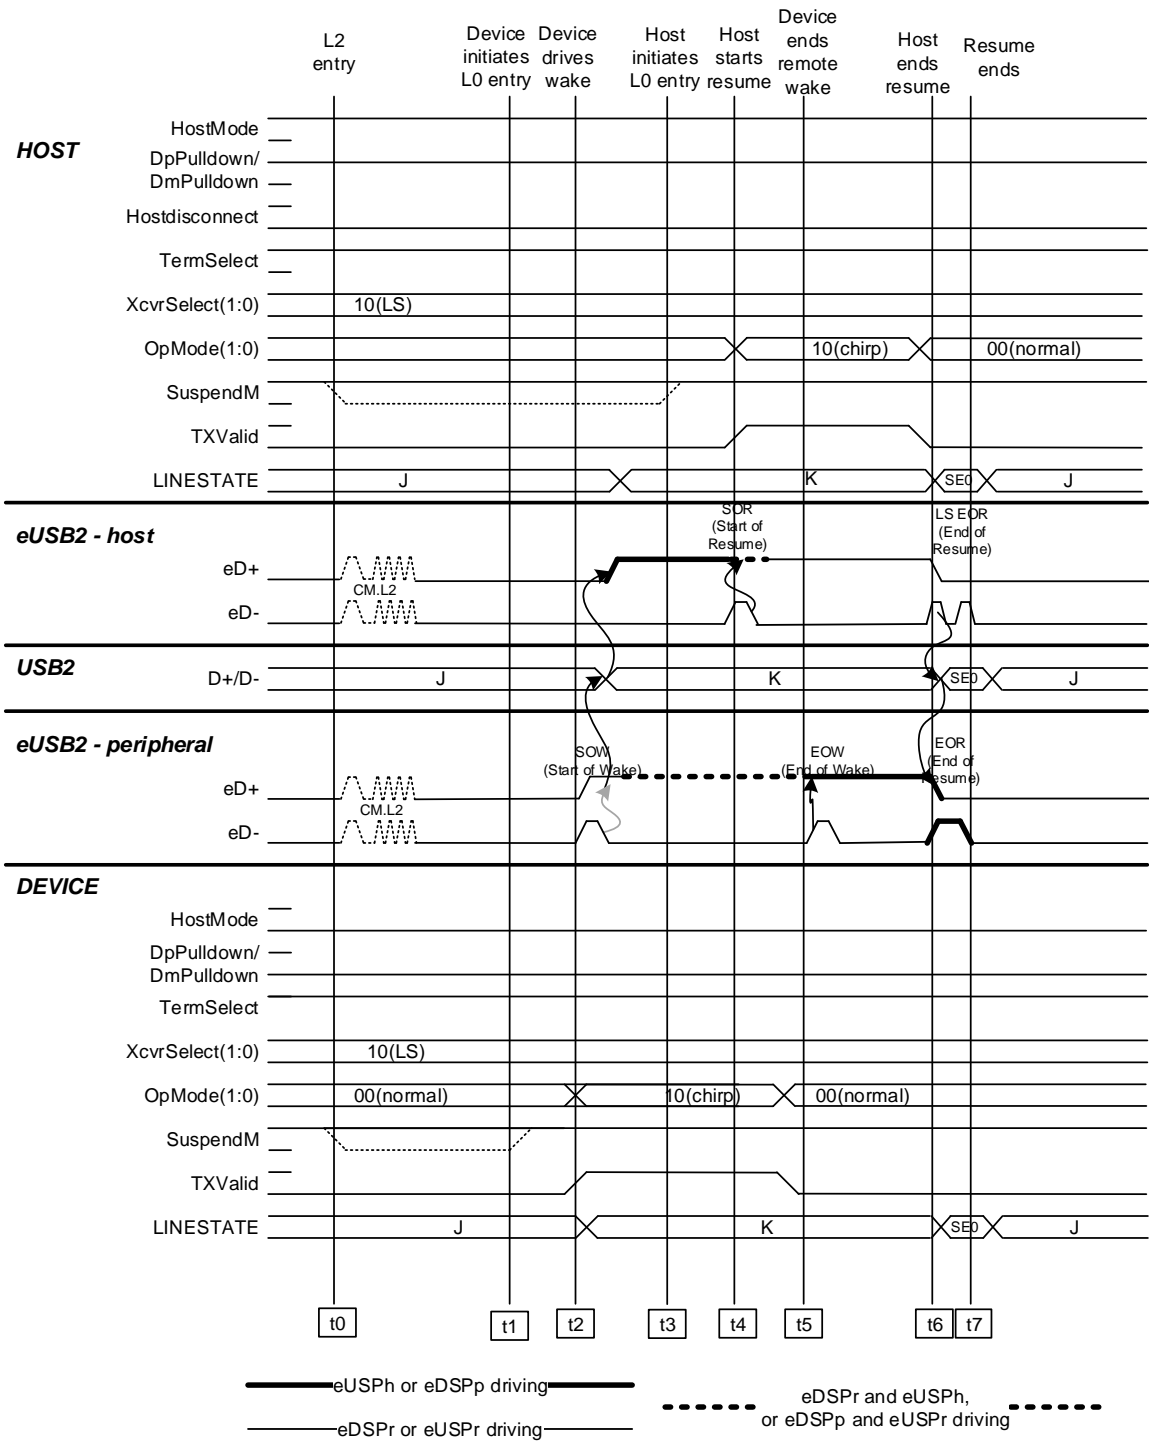 L2
entry
Device
initiates
L0 entry
Device
drives
wake
Host
initiates
L0 entry
Host
starts
resume
Device
ends
remote
wake
Host
ends
resume
Resume
ends
HOST
HostMode
DpPulldown/
DmPulldown
Hostdisconnect
TermSelect
XcvrSelect(1:0)
10(LS)
OpMode(1:0)
10(chirp)
00(normal)
SuspendM
TXValid
LINESTATE
J
K
SE0
J
eUSB2 - host
SOR
(Start of
Resume)
LS EOR
(End of
Resume)
eD+
CM.L2
eD-
USB2
D+/D-
J
K
SE0
J
eUSB2 - peripheral
SOW
(Start of Wake)
EOW
(End of Wake)
EOR
(End of
Resume)
eD+
CM.L2
eD-
DEVICE
HostMode
DpPulldown/
DmPulldown
TermSelect
XcvrSelect(1:0)
10(LS)
OpMode(1:0)
00(normal)
10(chirp)
00(normal)
SuspendM
TXValid
LINESTATE
J
K
SE0
J
t0
t1
t2
t3
t4
t5
t6
t7
eUSPh or eDSPp driving
eDSPr or eUSPr driving
eDSPr and eUSPh,
or eDSPp and eUSPr driving